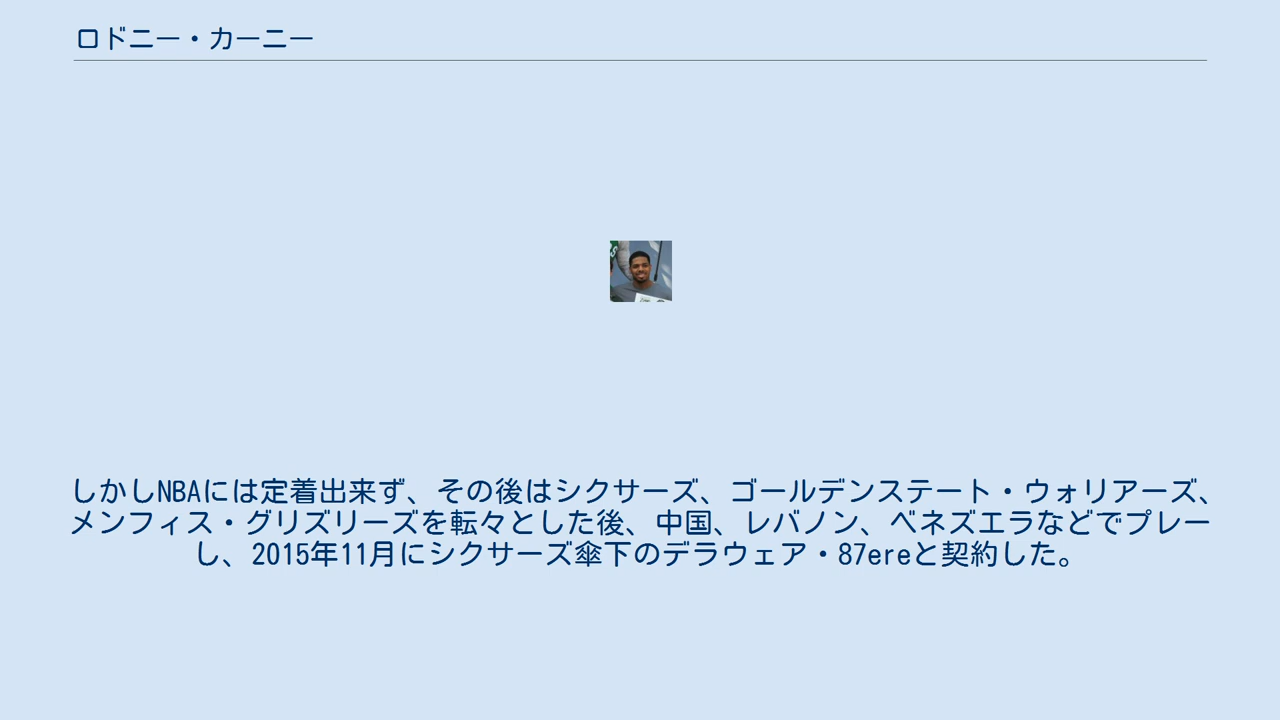 ロドニー・カーニー
しかしNBAには定着出来ず、その後はシクサーズ、ゴールデンステート・ウォリアーズ、
メンフィス・グリズリーズを転々とした後、中国、レバノン、ベネズエラなどでプレー
し、2015年11月にシクサーズ傘下のデラウェア・87ereと契約した。